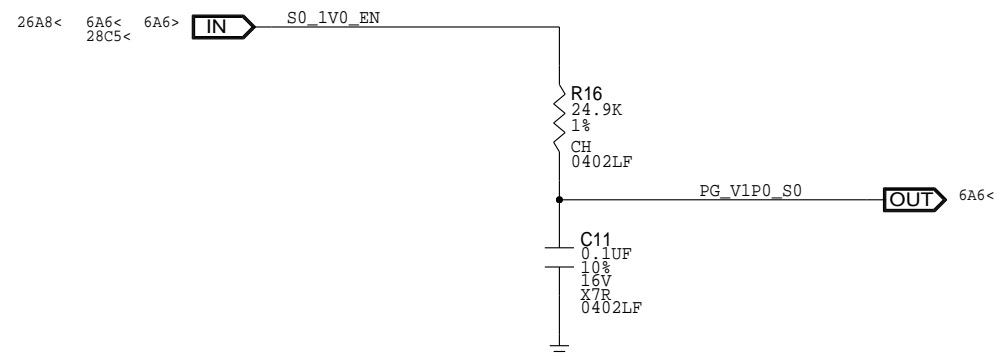 26A8< 6A6< 6A6> IN S0_1V0_EN
28C5<
R16
24.9K
1%
CH
0402LF
PG_V1P0_S0 OUT 6A6<
C11
0.1UF
10%
16V
X7R
0402LF